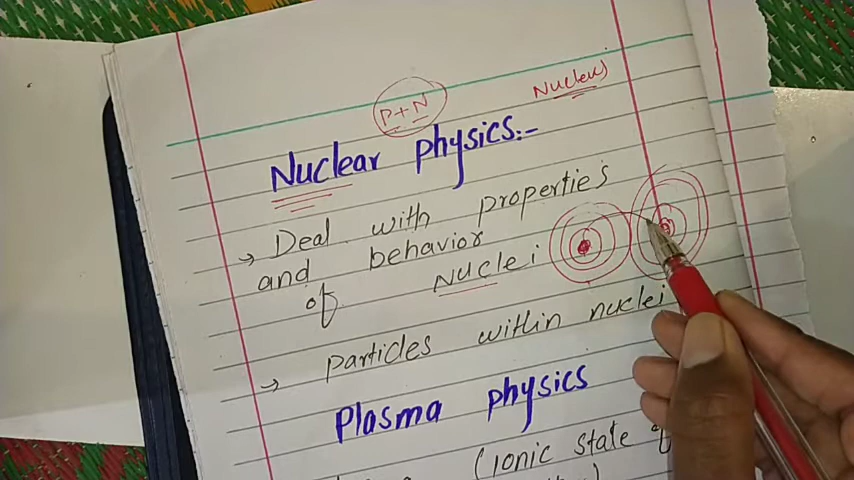 Nucleus
P+N
Nuclear physics:-
→ Deal with properties
and behavior
of Nuclei
→ particles within nuclei
Plasma physics
(ionic state